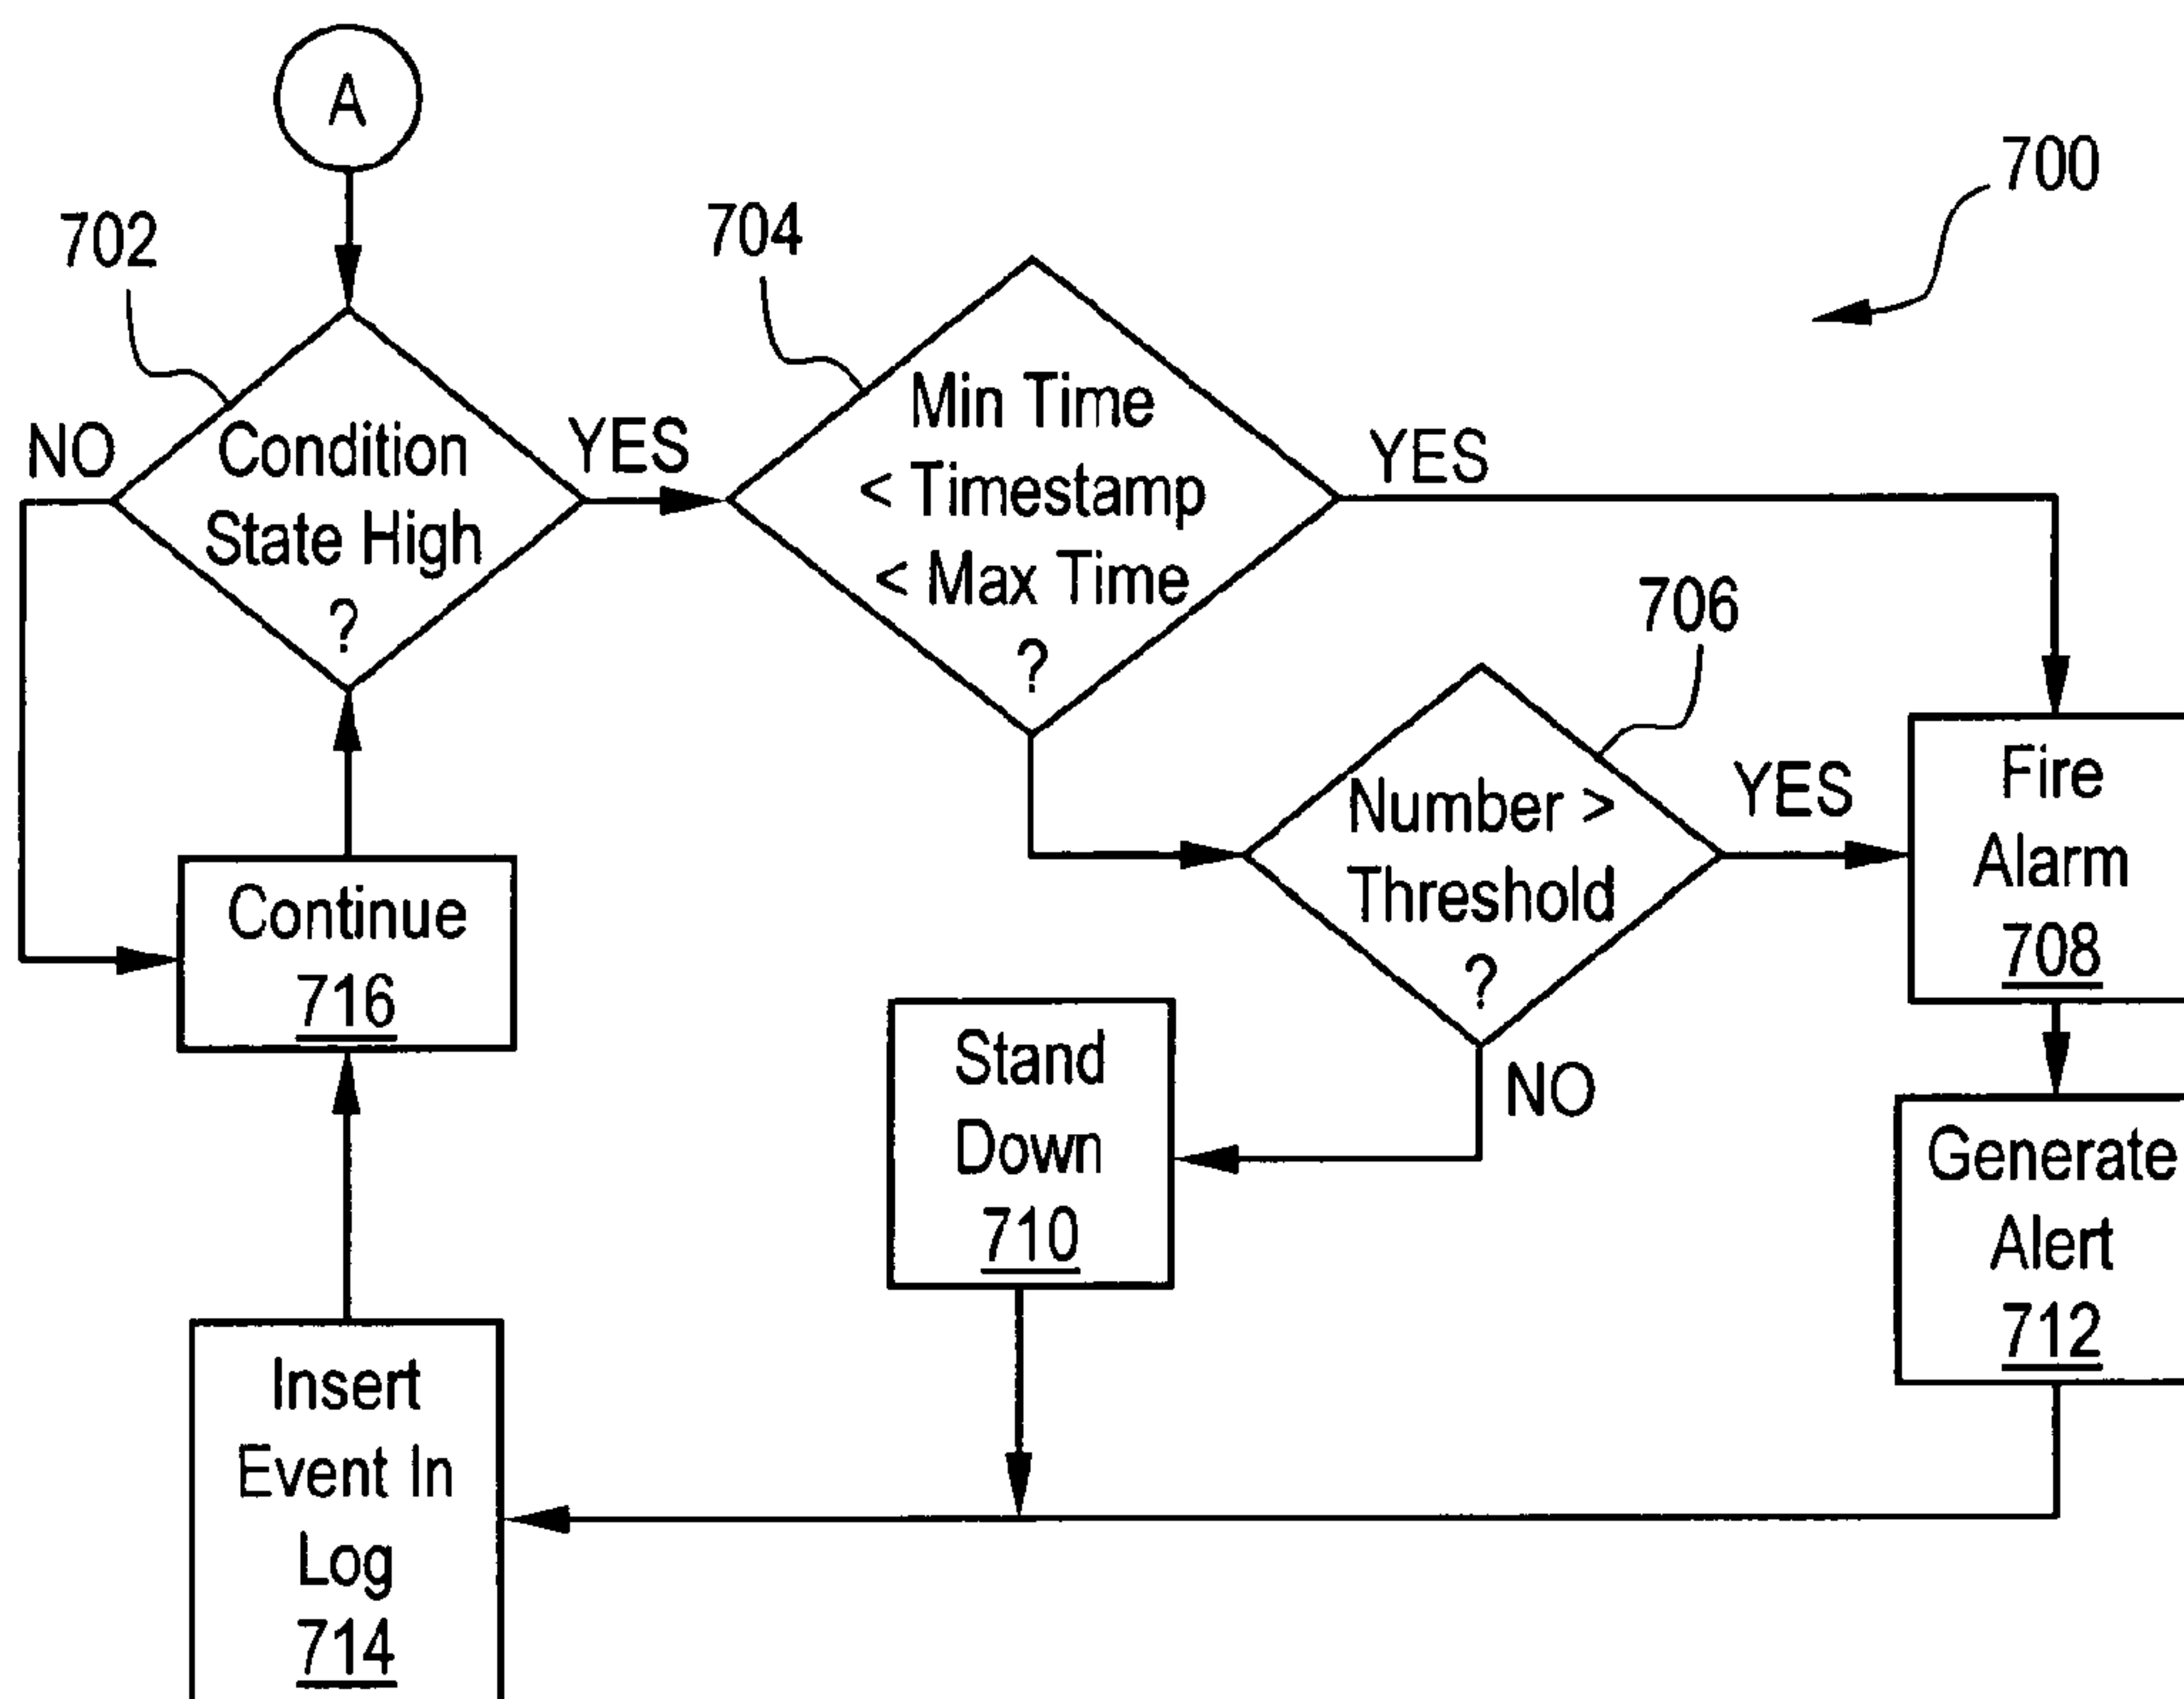 A
700
702
704
NO
Condition
State High
?
YES
Min Time
< Timestamp
< Max Time
?
YES
706
Number >
Threshold
?
YES
NO
Fire
Alarm
708
Continue
716
Stand
Down
710
Generate
Alert
712
Insert
Event In
Log
714